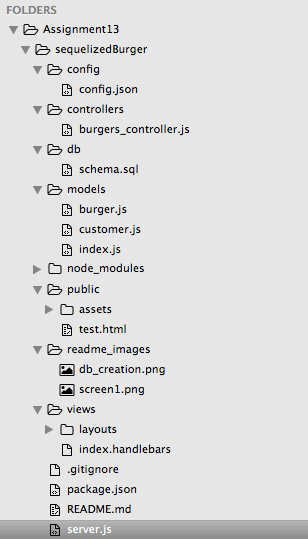 FOLDERS
Assignment13
sequelizedBurger
config
config.json
controllers
burgers_controller.js
db
schema.sql
models
burger.js
customer.js
index.js
node_modules
public
assets
test.html
readme_images
db_creation.png
screen1.png
views
layouts
index.handlebars
.gitignore
package.json
README.md
server.js